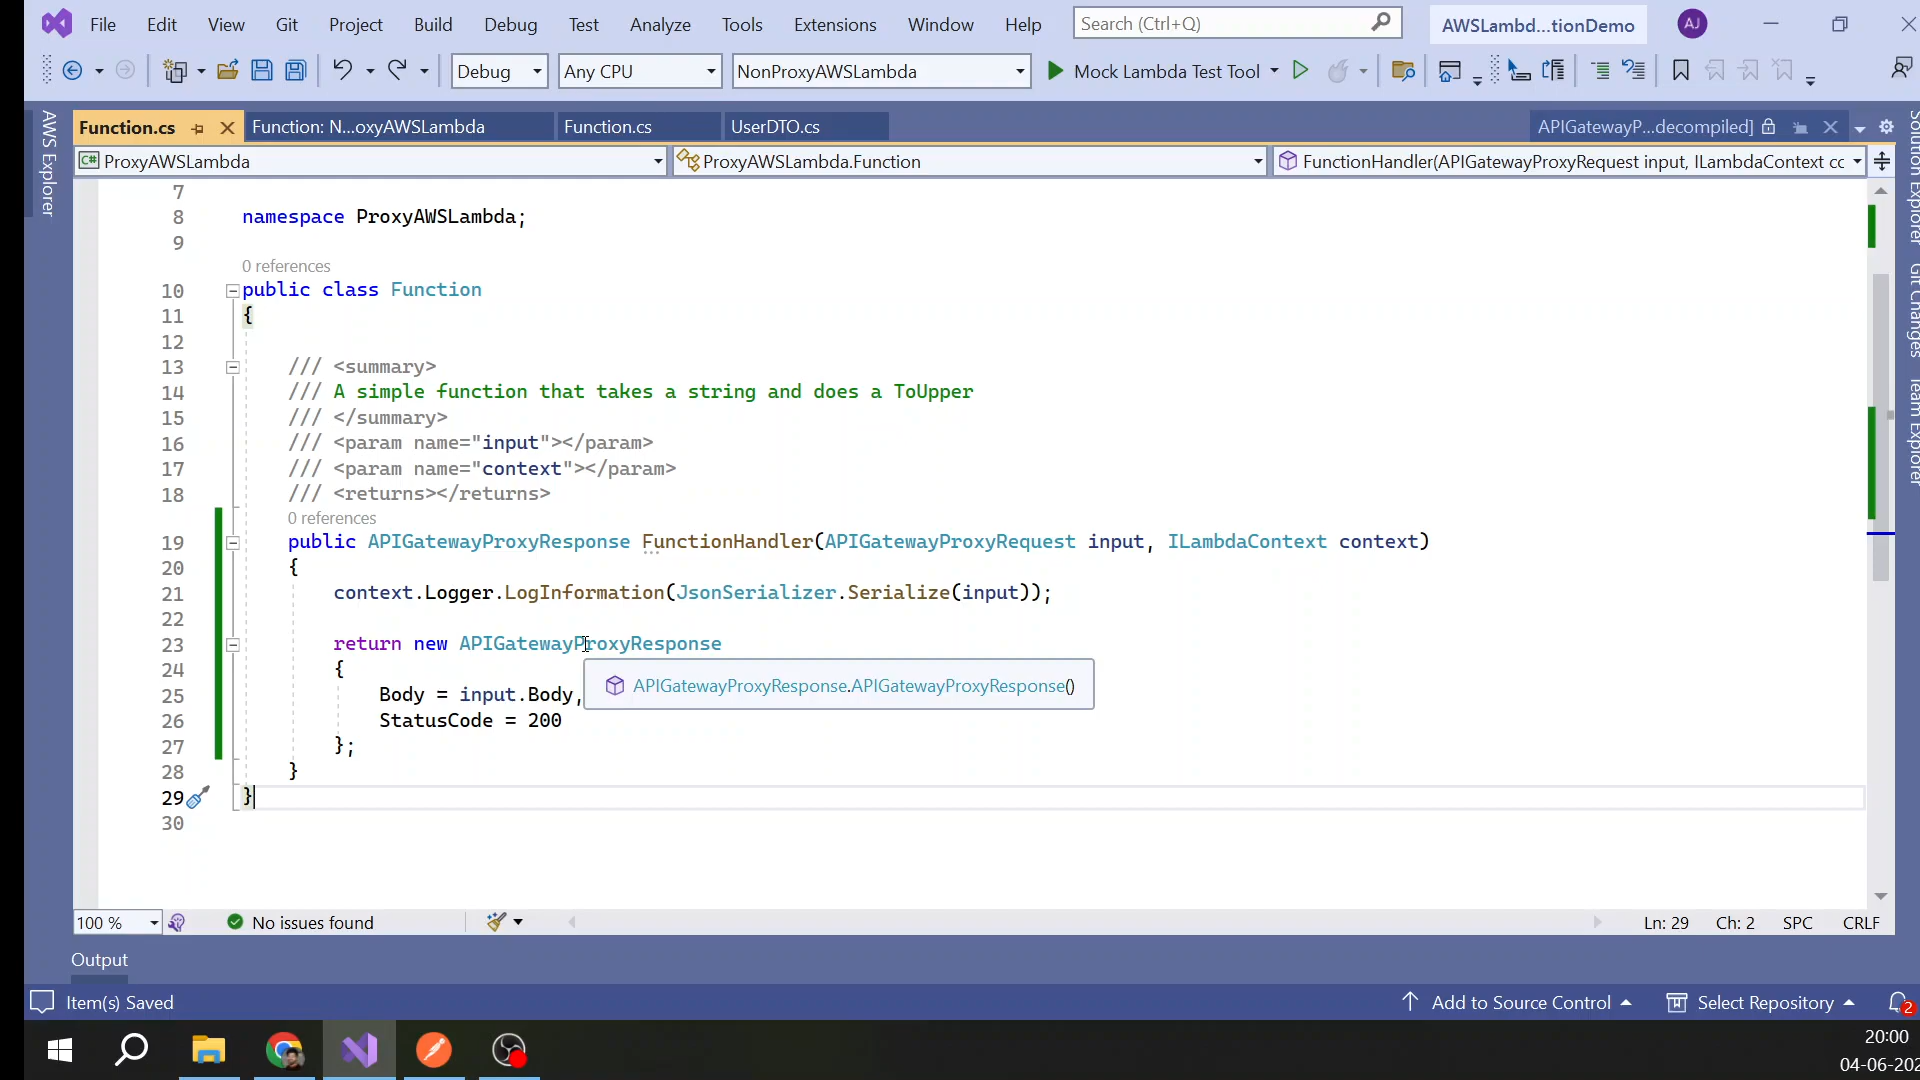 File Edit View Git Project Build Debug Test Analyze Tools Extensions Window Help Search (Ctrl+Q) AWSLambd...tionDemo AJ
Debug Any CPU NonProxyAWSLambda Mock Lambda Test Tool
AWS Explorer
Function.cs Function: N...oxyAWSLambda Function.cs UserDTO.cs APIGatewayP...decompiled]
C# ProxyAWSLambda ProxyAWSLambda.Function FunctionHandler(APIGatewayProxyRequest input, ILambdaContext cc
Solution Explorer
Git Changes
Team Explorer
7
8 namespace ProxyAWSLambda;
9
0 references
10 public class Function
11 {
12
13 /// <summary>
14 /// A simple function that takes a string and does a ToUpper
15 /// </summary>
16 /// <param name="input"></param>
17 /// <param name="context"></param>
18 /// <returns></returns>
0 references
19 public APIGatewayProxyResponse FunctionHandler(APIGatewayProxyRequest input, ILambdaContext context)
20 {
21 context.Logger.LogInformation(JsonSerializer.Serialize(input));
22
23 return new APIGatewayProxyResponse
24 {
APIGatewayProxyResponse.APIGatewayProxyResponse()
25 Body = input.Body,
26 StatusCode = 200
27 };
28 }
29 }
30
100 % No issues found Ln: 29 Ch: 2 SPC CRLF
Output
Item(s) Saved Add to Source Control Select Repository 2
20:00
04-06-202